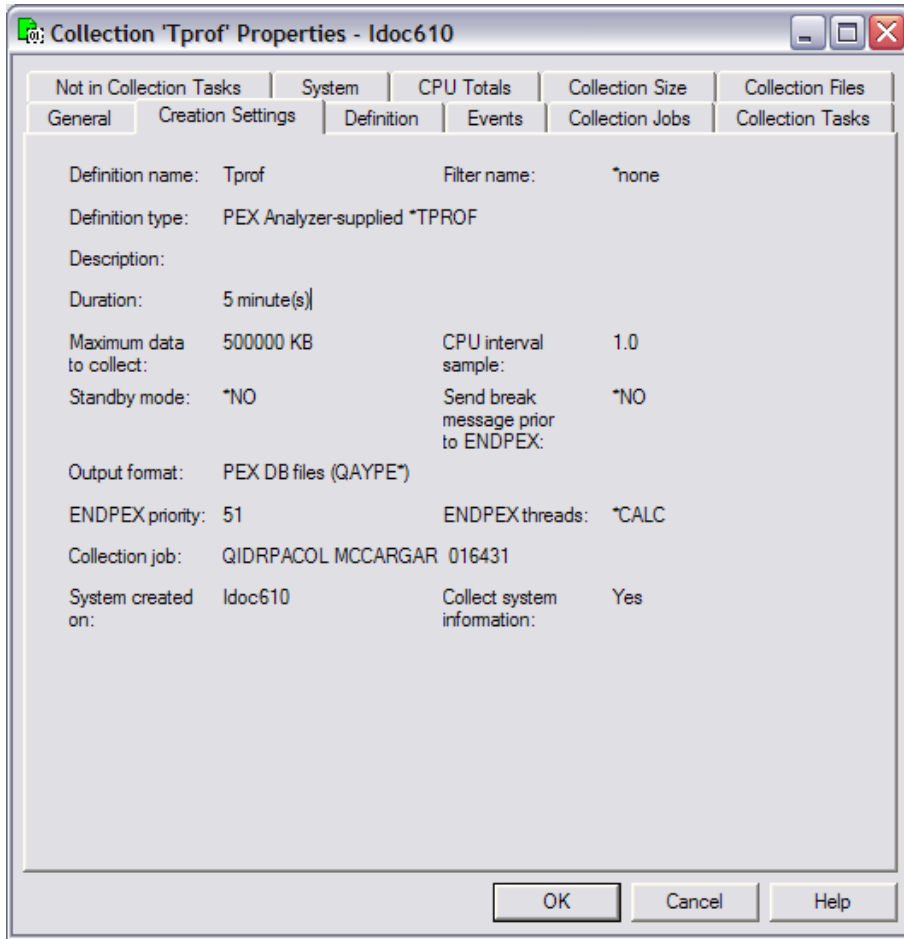 Collection 'Tprof' Properties - Idoc610
Not in Collection Tasks System CPU Totals Collection Size Collection Files
General Creation Settings Definition Events Collection Jobs Collection Tasks
Definition name: Tprof Filter name: *none
Definition type: PEX Analyzer-supplied *TPROF
Description:
Duration: 5 minute(s)
Maximum data 500000 KB CPU interval 1.0
to collect: sample:
Standby mode: *NO Send break *NO
message prior
to ENDPEX:
Output format: PEX DB files (QAYPE*)
ENDPEX priority: 51 ENDPEX threads: *CALC
Collection job: QIDRPACOL MCCARGAR 016431
System created Idoc610 Collect system Yes
on: information:
OK Cancel Help